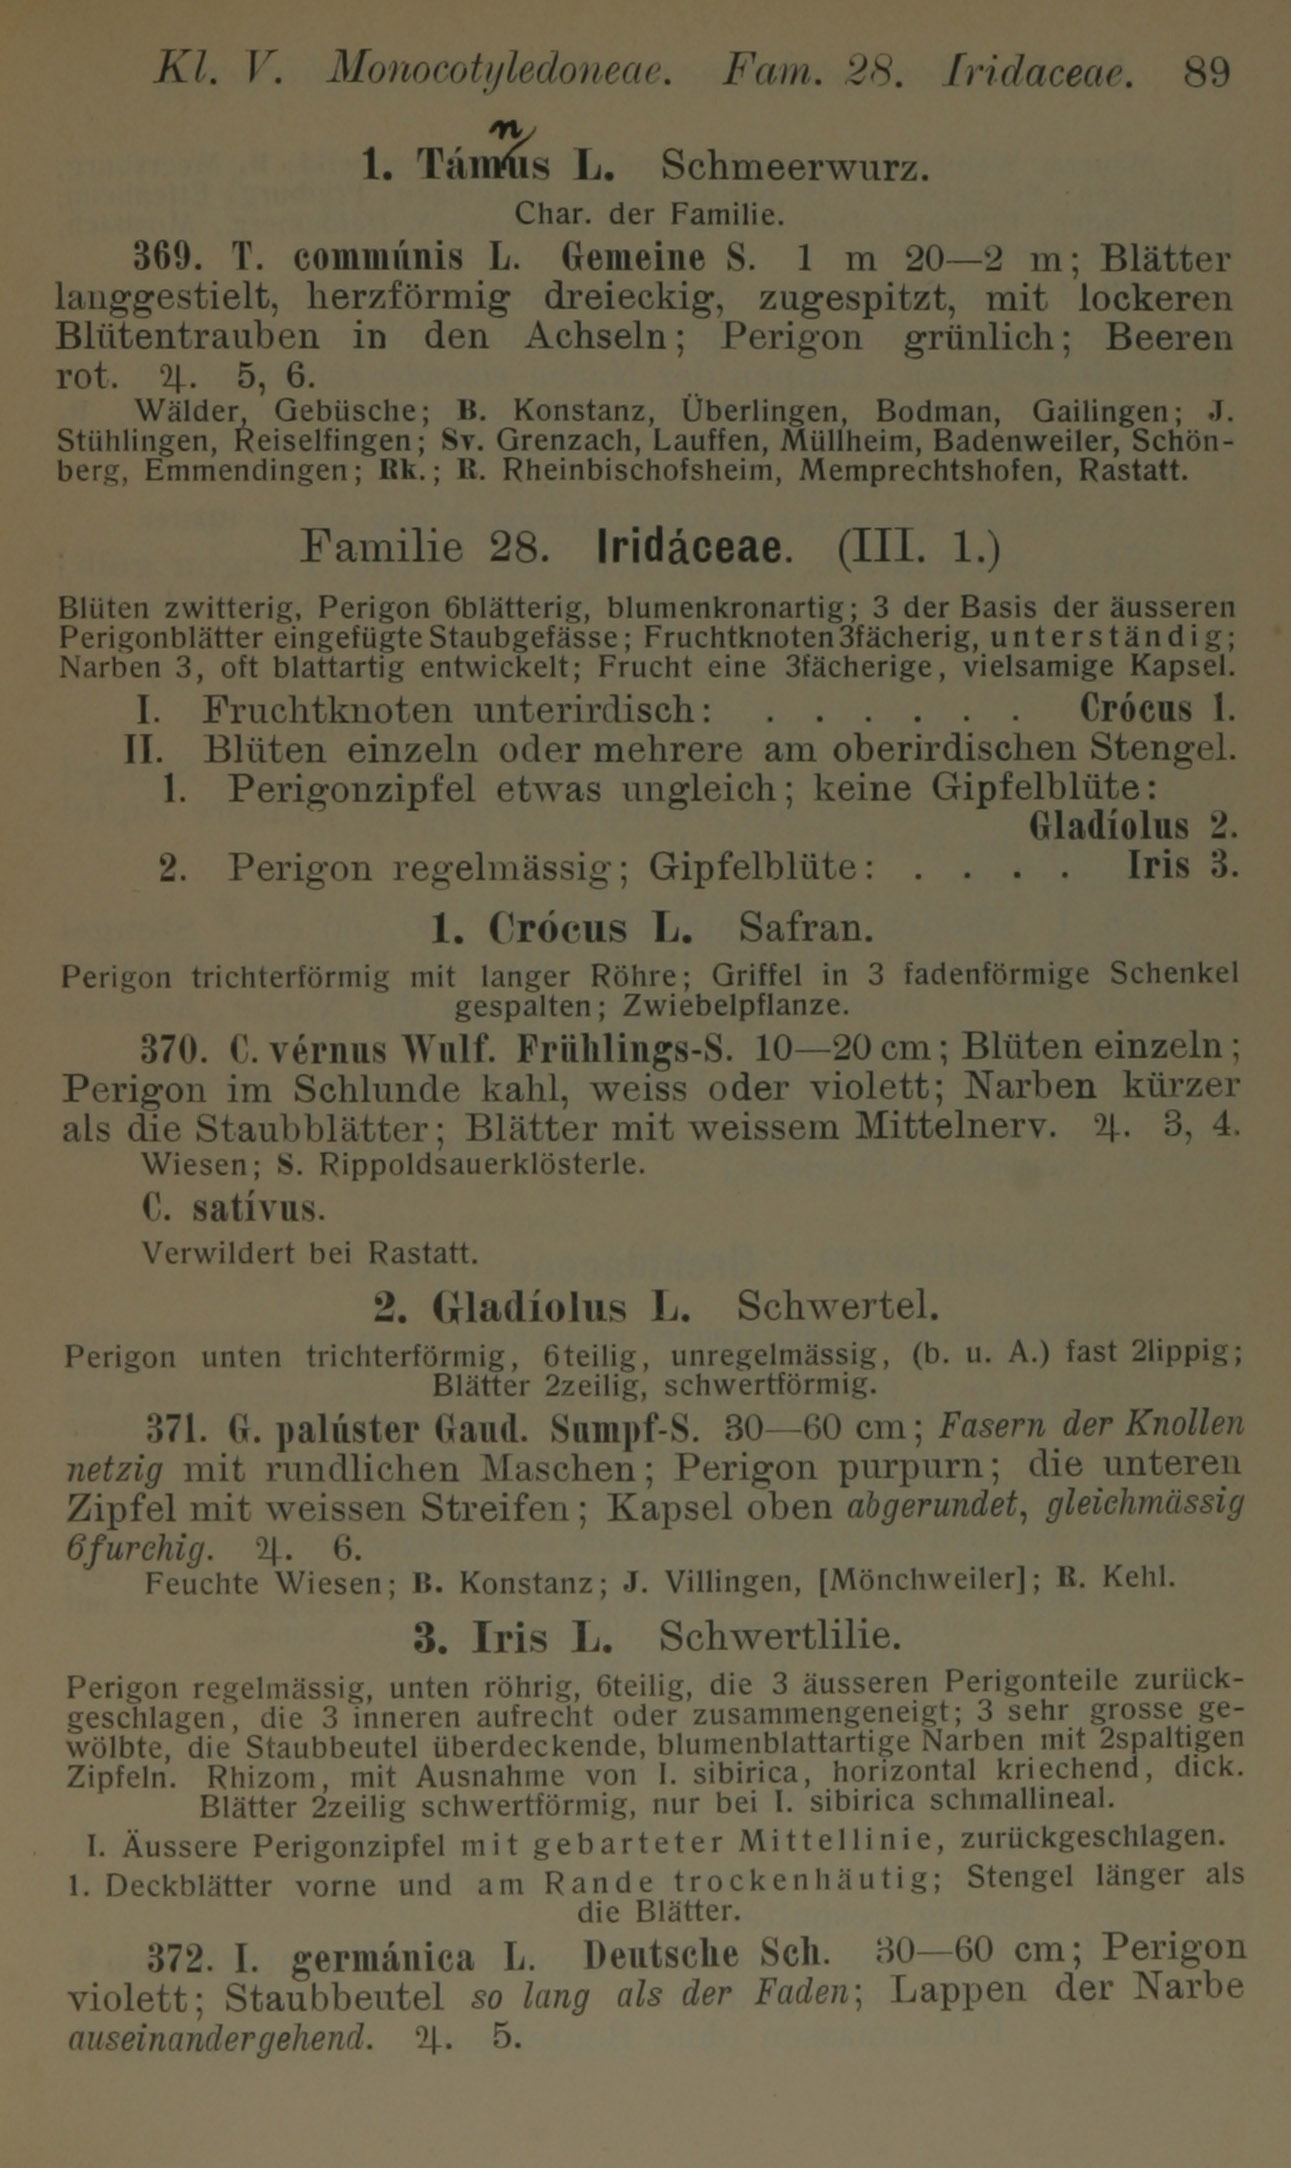 Kl. V. Monocotyledoneae. Fam. 28. Iridaceae. 89
n
1. Támus L. Schmeerwurz.
Char. der Familie.
369. T. commúnis L. Gemeine S. 1 m 20—2 m; Blätter
langgestielt, herzförmig dreieckig, zugespitzt, mit lockeren
Blütentrauben in den Achseln; Perigon grünlich; Beeren
rot. ♃. 5, 6.
Wälder, Gebüsche; B. Konstanz, Überlingen, Bodman, Gailingen; J.
Stühlingen, Reiselfingen; Sv. Grenzach, Lauffen, Müllheim, Badenweiler, Schön-
berg, Emmendingen; Rk.; R. Rheinbischofsheim, Memprechtshofen, Rastatt.
Familie 28. Iridáceae. (III. 1.)
Blüten zwitterig, Perigon 6blätterig, blumenkronartig; 3 der Basis der äusseren
Perigonblätter eingefügte Staubgefässe; Fruchtknoten 3fächerig, unterständig;
Narben 3, oft blattartig entwickelt; Frucht eine 3fächerige, vielsamige Kapsel.
I. Fruchtknoten unterirdisch: . . . . . . Crócus 1.
II. Blüten einzeln oder mehrere am oberirdischen Stengel.
1. Perigonzipfel etwas ungleich; keine Gipfelblüte:
Gladíolus 2.
2. Perigon regelmässig; Gipfelblüte: . . . . Iris 3.
1. Crócus L. Safran.
Perigon trichterförmig mit langer Röhre; Griffel in 3 fadenförmige Schenkel
gespalten; Zwiebelpflanze.
370. C. vérnus Wulf. Frühlings-S. 10—20 cm; Blüten einzeln;
Perigon im Schlunde kahl, weiss oder violett; Narben kürzer
als die Staubblätter; Blätter mit weissem Mittelnerv. ♃. 3, 4.
Wiesen; S. Rippoldsauerklösterle.
C. satívus.
Verwildert bei Rastatt.
2. Gladíolus L. Schwertel.
Perigon unten trichterförmig, 6teilig, unregelmässig, (b. u. A.) fast 2lippig;
Blätter 2zeilig, schwertförmig.
371. G. palúster Gaud. Sumpf-S. 30—60 cm; Fasern der Knollen
netzig mit rundlichen Maschen; Perigon purpurn; die unteren
Zipfel mit weissen Streifen; Kapsel oben abgerundet, gleichmässig
6furchig. ♃. 6.
Feuchte Wiesen; B. Konstanz; J. Villingen, [Mönchweiler]; R. Kehl.
3. Iris L. Schwertlilie.
Perigon regelmässig, unten röhrig, 6teilig, die 3 äusseren Perigonteile zurück-
geschlagen, die 3 inneren aufrecht oder zusammengeneigt; 3 sehr grosse ge-
wölbte, die Staubbeutel überdeckende, blumenblattartige Narben mit 2spaltigen
Zipfeln. Rhizom, mit Ausnahme von I. sibirica, horizontal kriechend, dick.
Blätter 2zeilig schwertförmig, nur bei I. sibirica schmallineal.
I. Äussere Perigonzipfel mit gebarteter Mittellinie, zurückgeschlagen.
1. Deckblätter vorne und am Rande trockenhäutig; Stengel länger als
die Blätter.
372. I. germánica L. Deutsche Sch. 30—60 cm; Perigon
violett; Staubbeutel so lang als der Faden; Lappen der Narbe
auseinandergehend. ♃. 5.